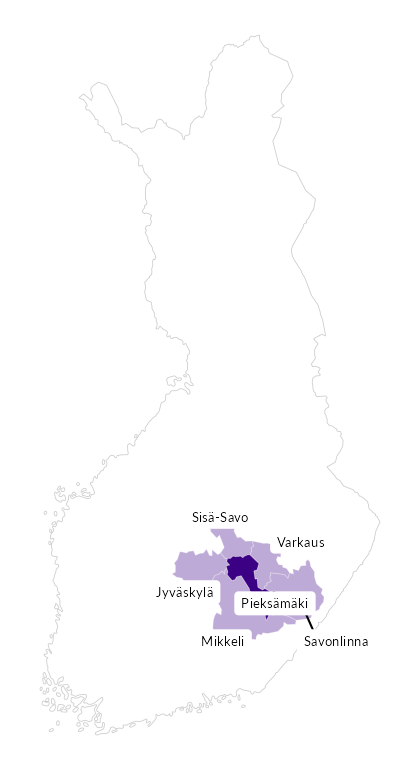 Sisä-Savo
Varkaus
Jyväskylä
Pieksämäki
Mikkeli
Savonlinna